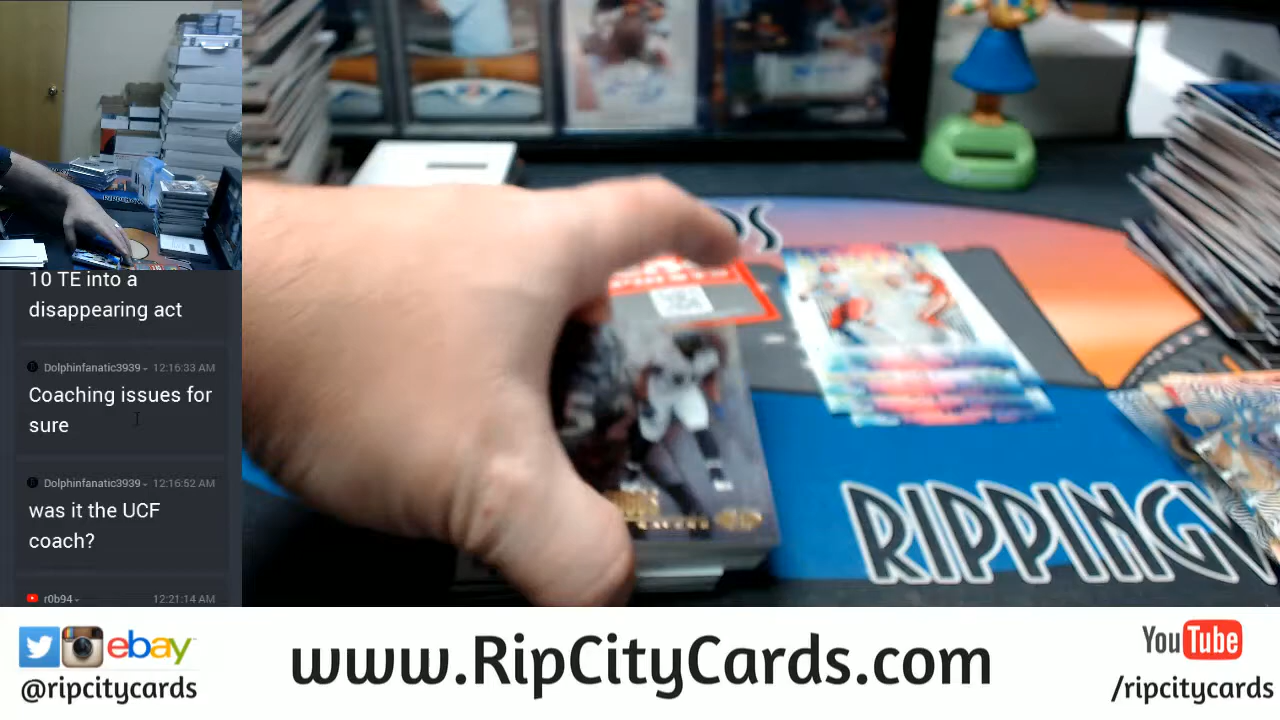 10 TE into a
disappearing act
Dolphinfanatic3939 12:16:33 AM
Coaching issues for
sure
Dolphinfanatic3939 12:16:52 AM
was it the UCF
coach?
r0b94 12:21:14 AM
RIPPING
ebay
@ripcitycards
www.RipCityCards.com
YouTube
/ripcitycards